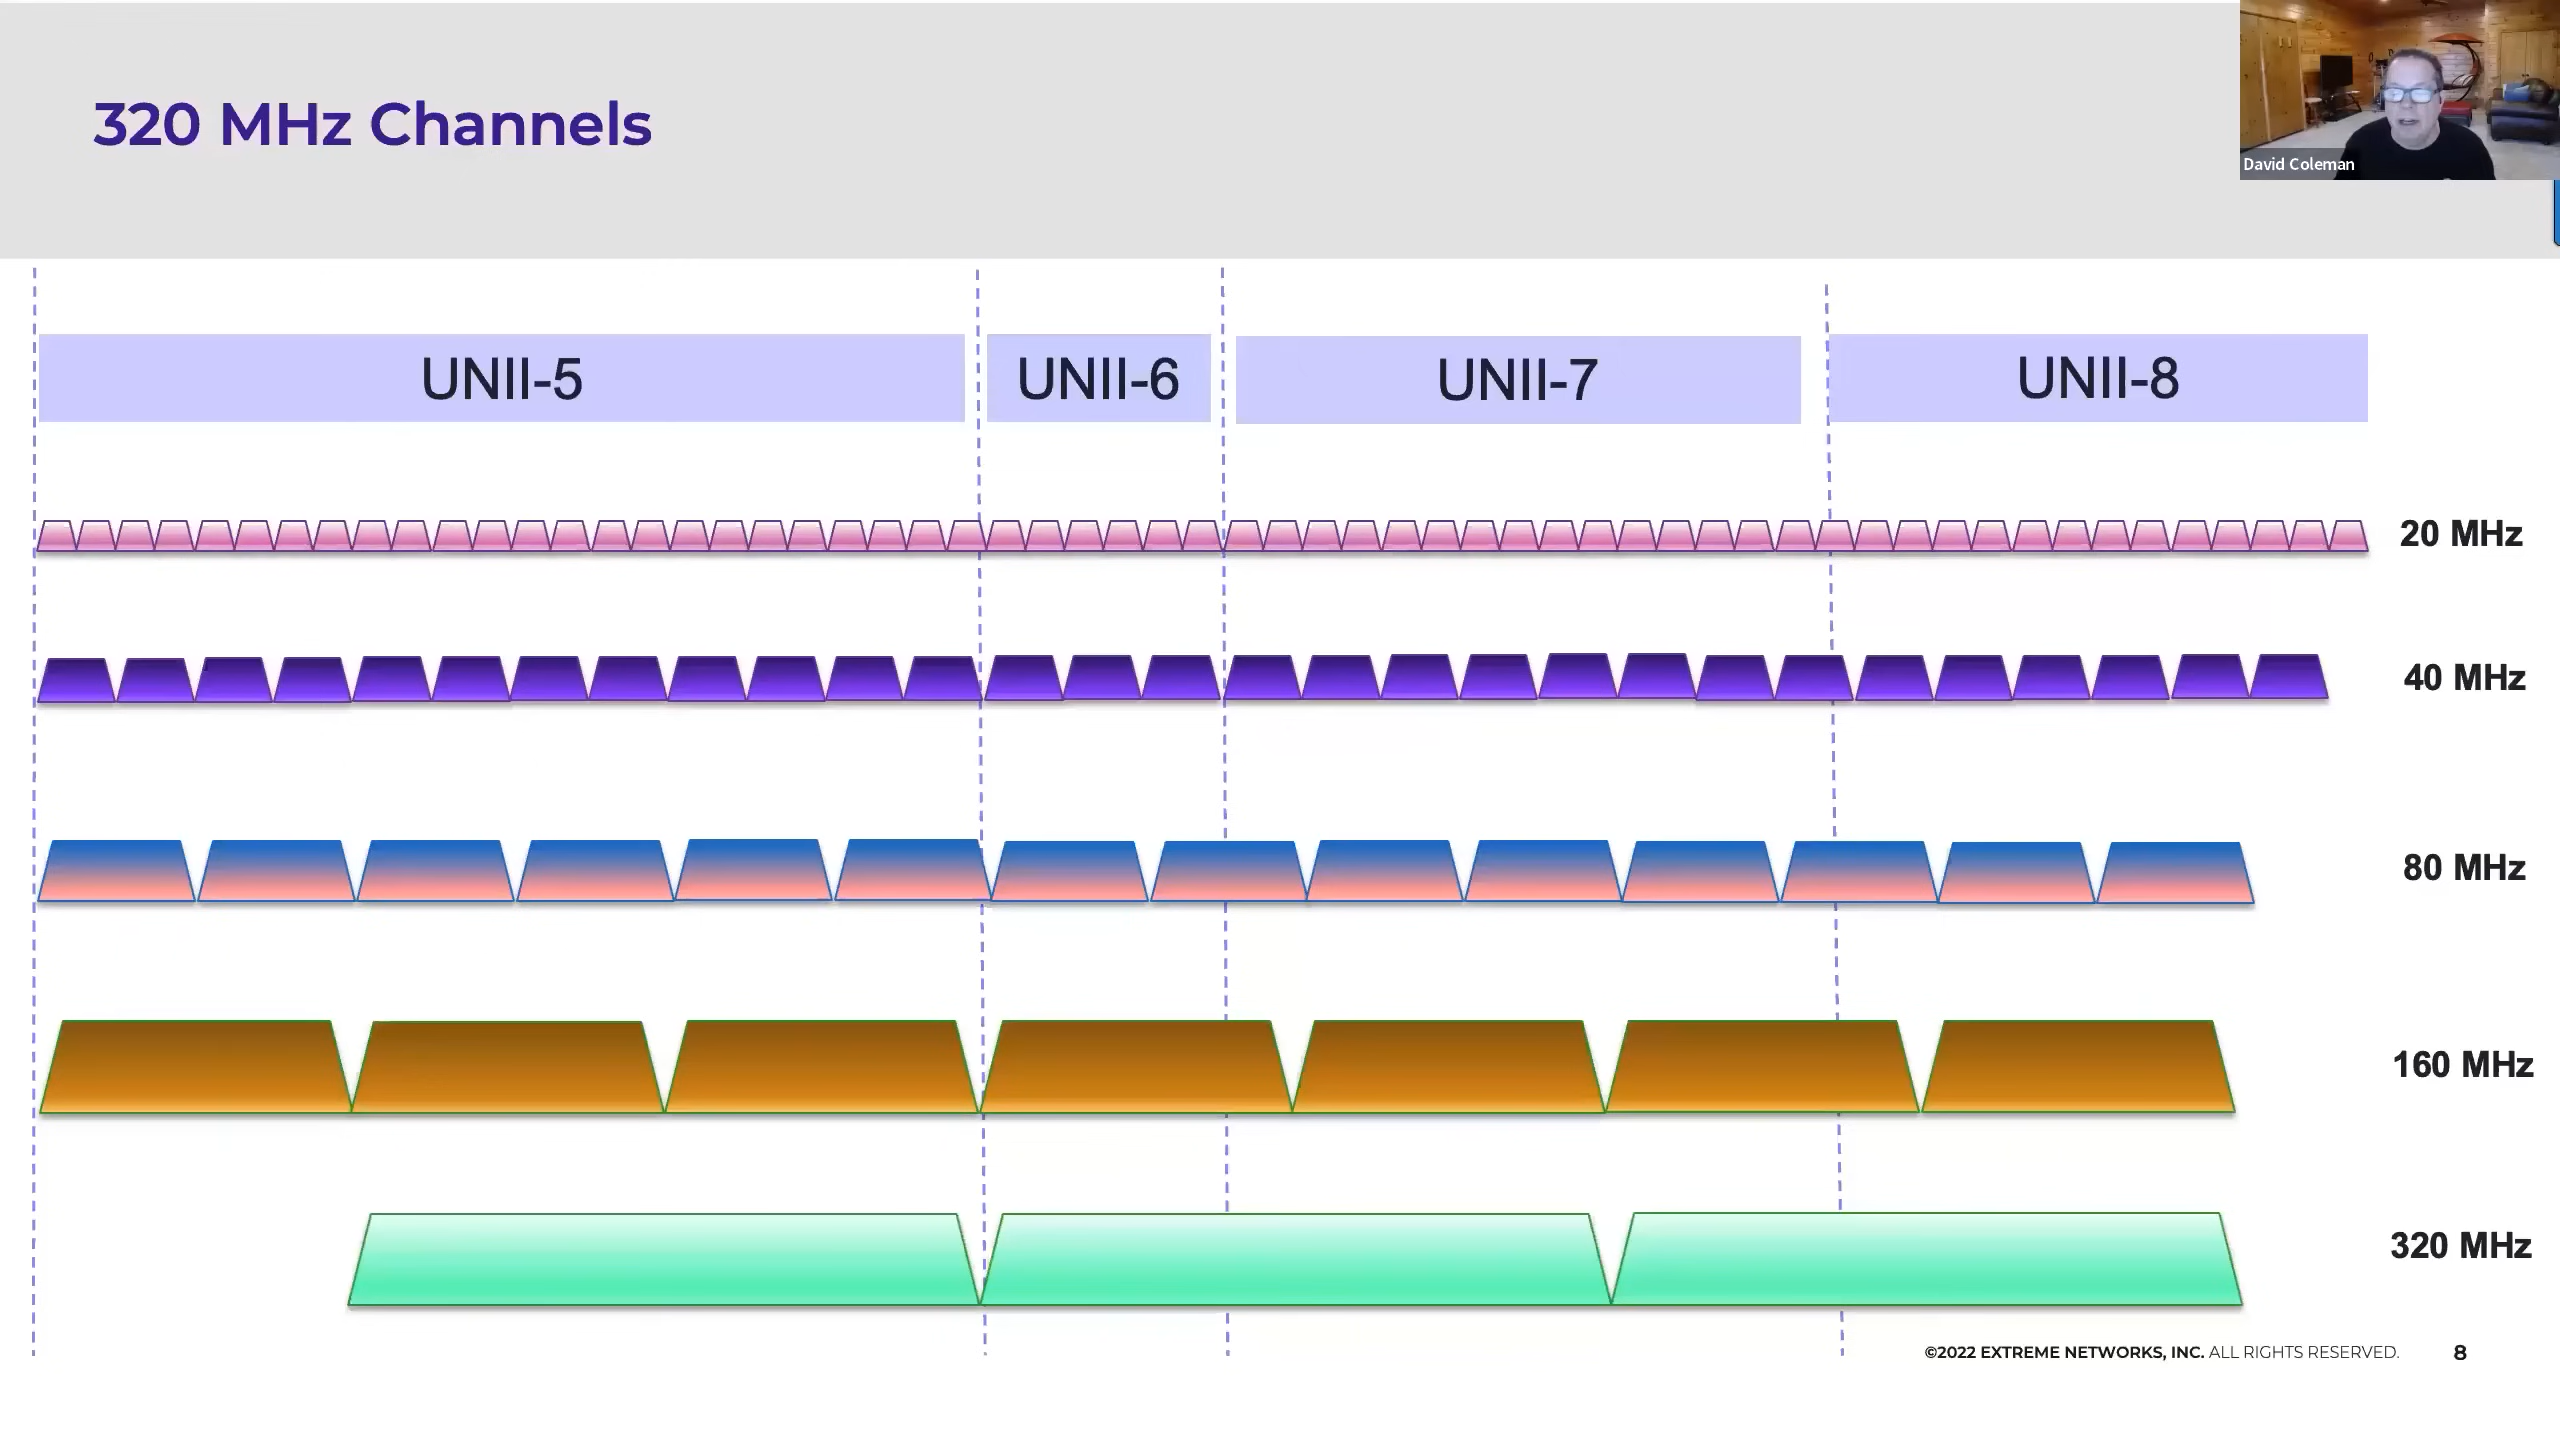 320 MHz Channels
David Coleman
UNII-5 UNII-6 UNII-7 UNII-8
20 MHz
40 MHz
80 MHz
160 MHz
320 MHz
©2022 EXTREME NETWORKS, INC. ALL RIGHTS RESERVED. 8